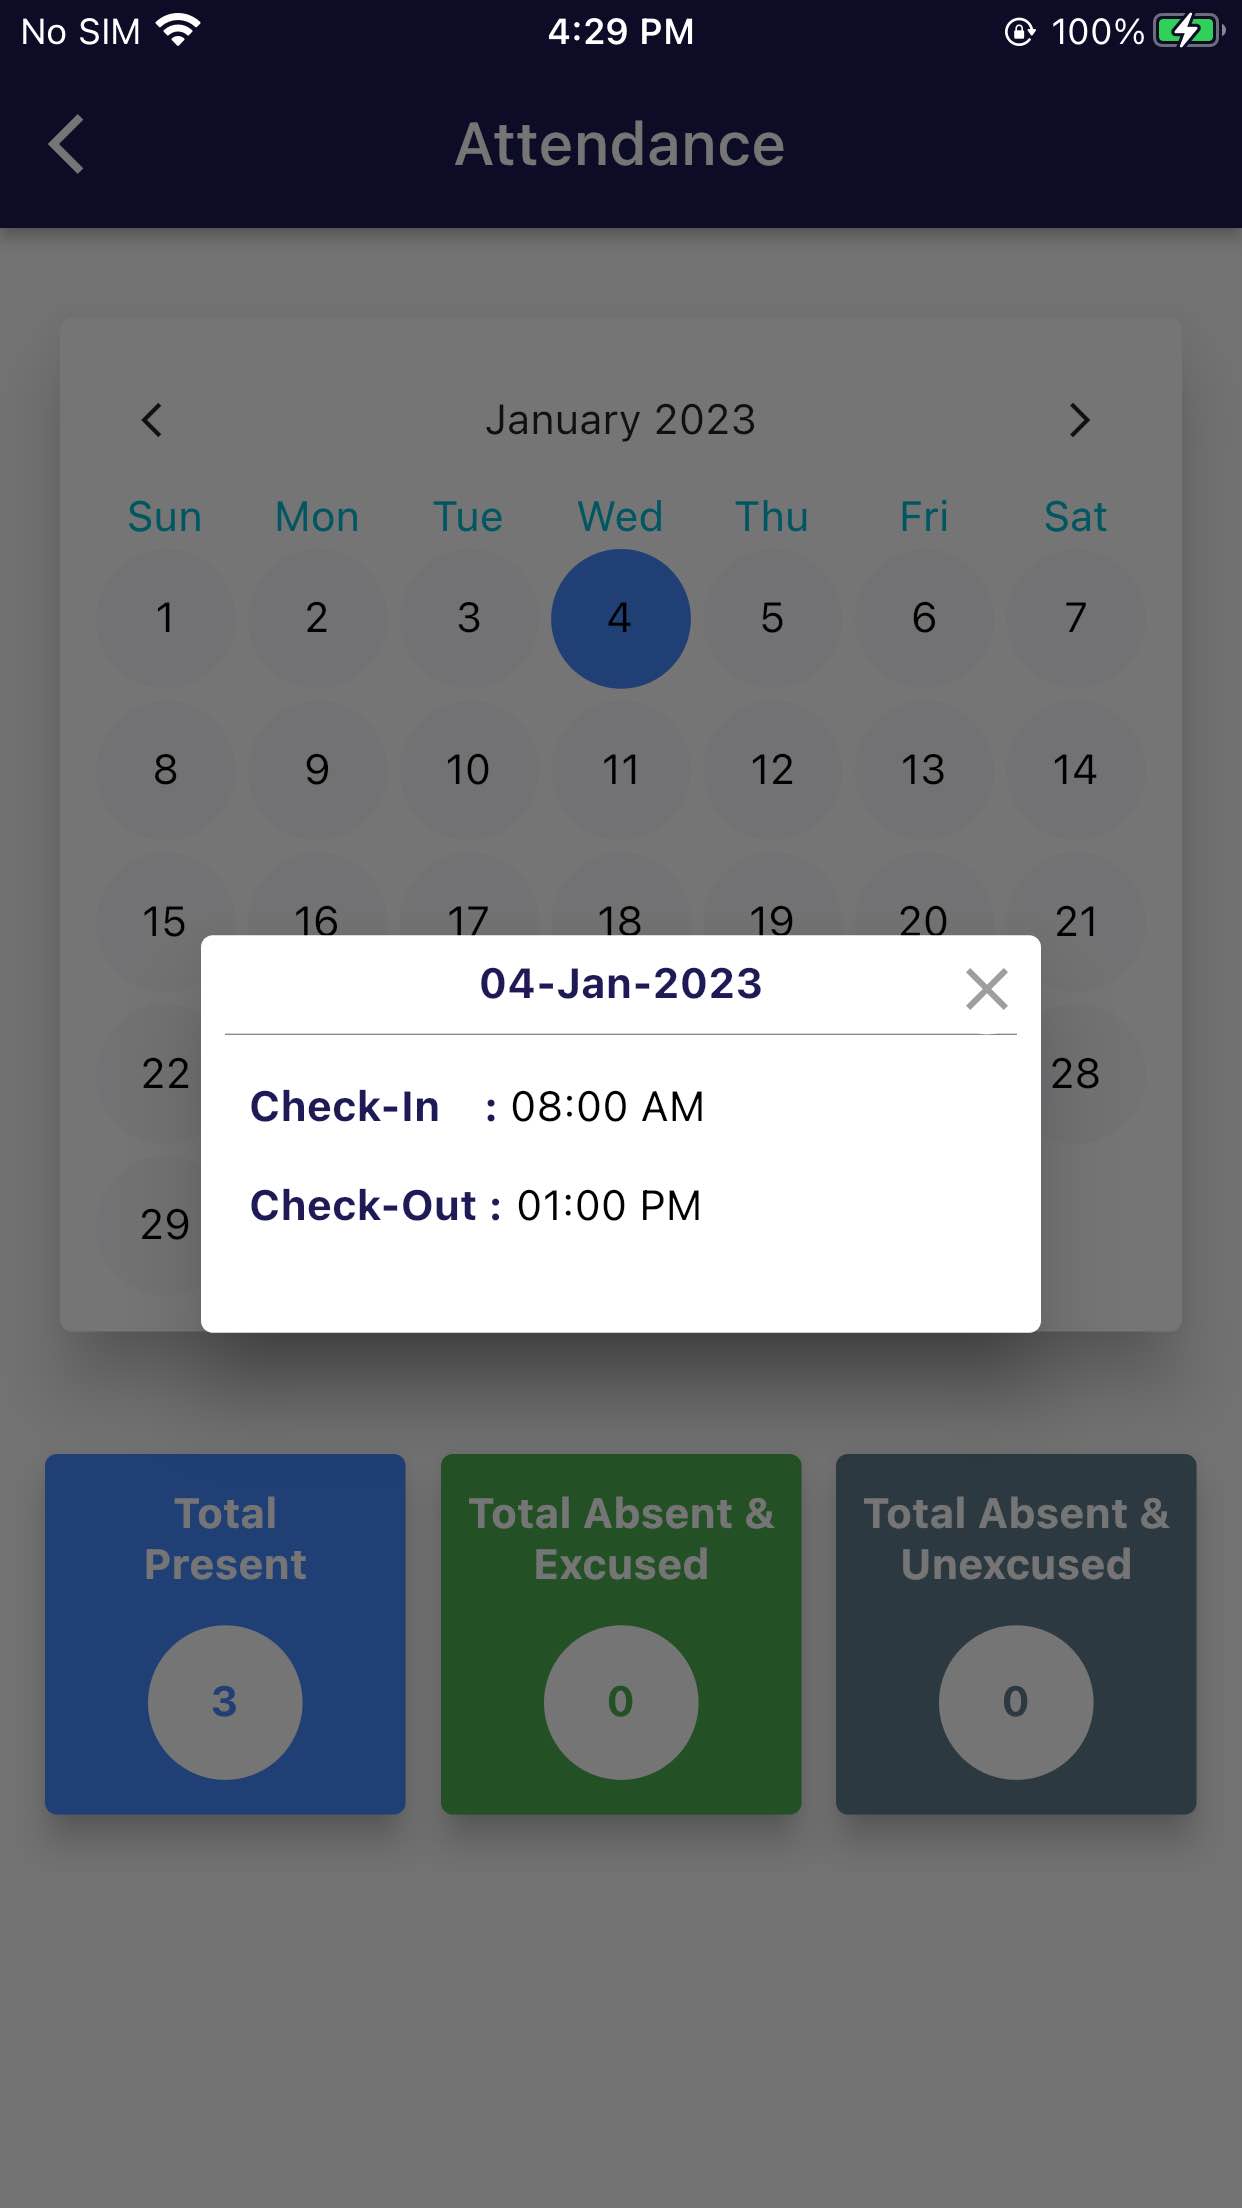 No SIM 4:29 PM 100%
Attendance
January 2023
Sun Mon Tue Wed Thu Fri Sat
1 2 3 4 5 6 7
8 9 10 11 12 13 14
15 16 17 18 19 20 21
04-Jan-2023
22 28
Check-In : 08:00 AM
Check-Out : 01:00 PM
29
Total
Present
3
Total Absent &
Excused
0
Total Absent &
Unexcused
0